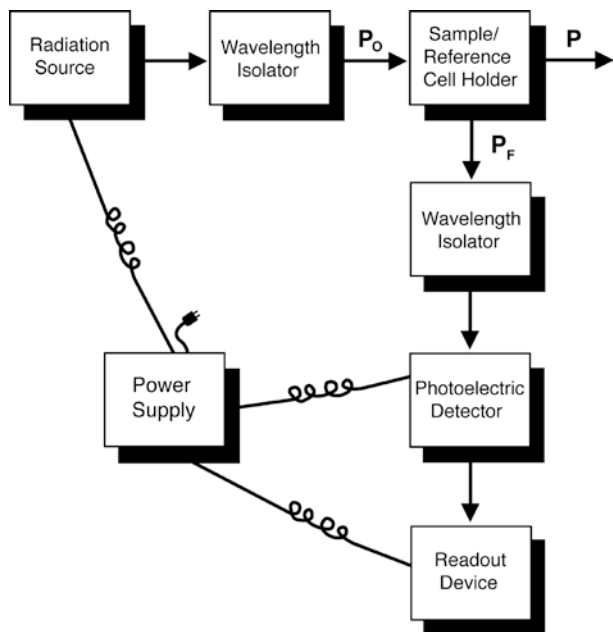 Radiation
Source
Wavelength
Isolator
Po
Sample/
Reference
Cell Holder
P
PF
Wavelength
Isolator
Power
Supply
Photoelectric
Detector
Readout
Device